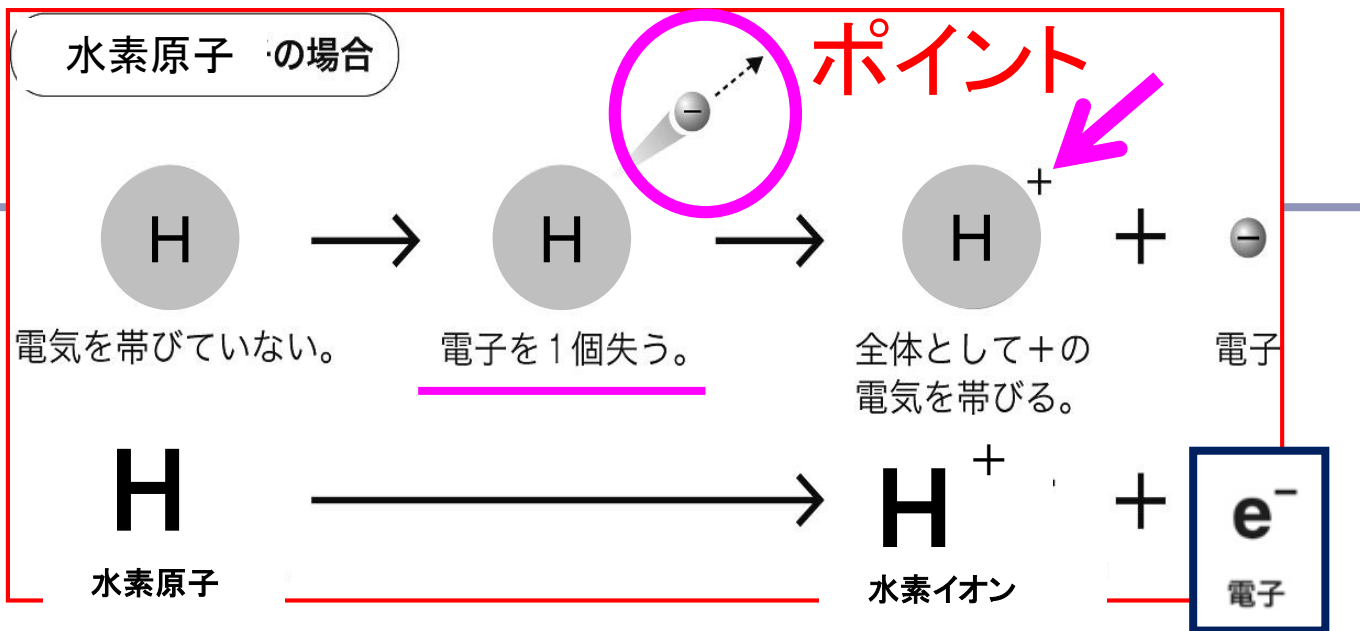 水素原子 の場合
ポイント
H → H → H⁺ + ⊖
電気を帯びていない。
電子を1個失う。
全体として+の
電気を帯びる。
電子
H → H⁺ + e⁻
水素原子
水素イオン
電子